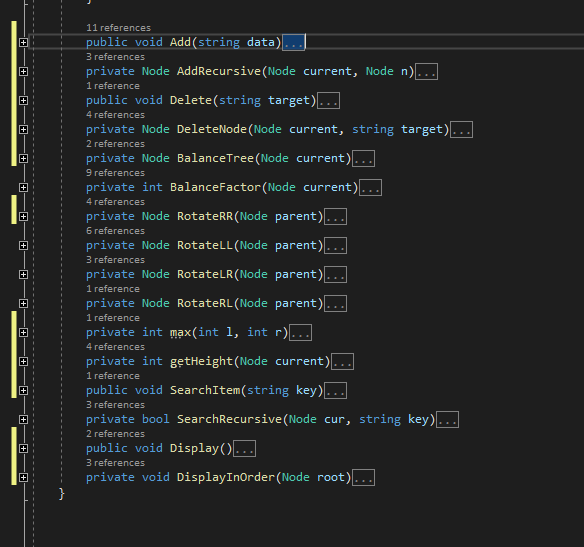 }
11 references
public void Add(string data)...
3 references
private Node AddRecursive(Node current, Node n)...
1 reference
public void Delete(string target)...
4 references
private Node DeleteNode(Node current, string target)...
2 references
private Node BalanceTree(Node current)...
9 references
private int BalanceFactor(Node current)...
4 references
private Node RotateRR(Node parent)...
6 references
private Node RotateLL(Node parent)...
3 references
private Node RotateLR(Node parent)...
1 reference
private Node RotateRL(Node parent)...
1 reference
private int max(int l, int r)...
4 references
private int getHeight(Node current)...
1 reference
public void SearchItem(string key)...
3 references
private bool SearchRecursive(Node cur, string key)...
2 references
public void Display()...
3 references
private void DisplayInOrder(Node root)...
}